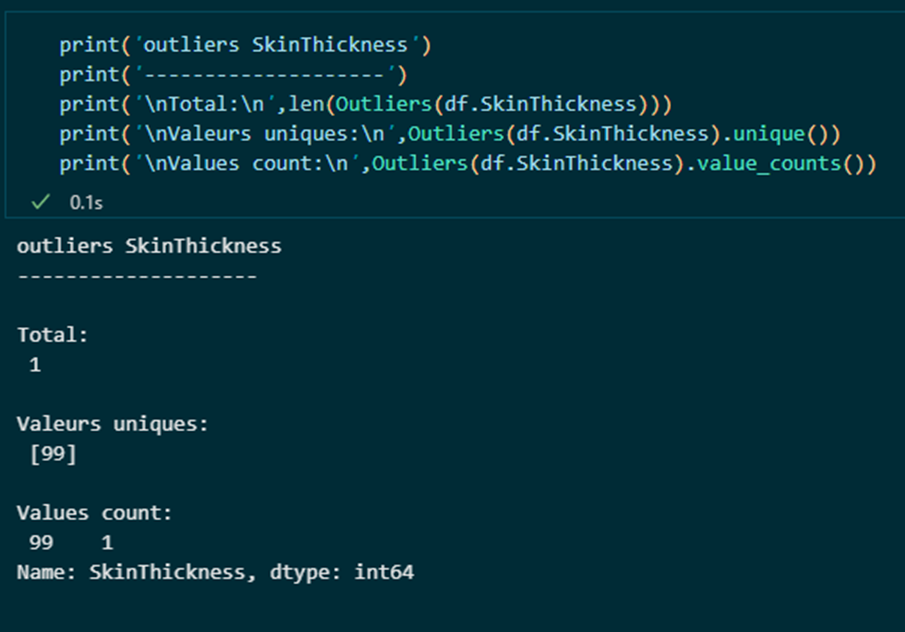 print('outliers SkinThickness')
print('--------------------')
print('\nTotal:\n',len(Outliers(df.SkinThickness)))
print('\nValeurs uniques:\n',Outliers(df.SkinThickness).unique())
print('\nValues count:\n',Outliers(df.SkinThickness).value_counts())
✓ 0.1s
outliers SkinThickness
--------------------
Total:
1
Valeurs uniques:
[99]
Values count:
99    1
Name: SkinThickness, dtype: int64